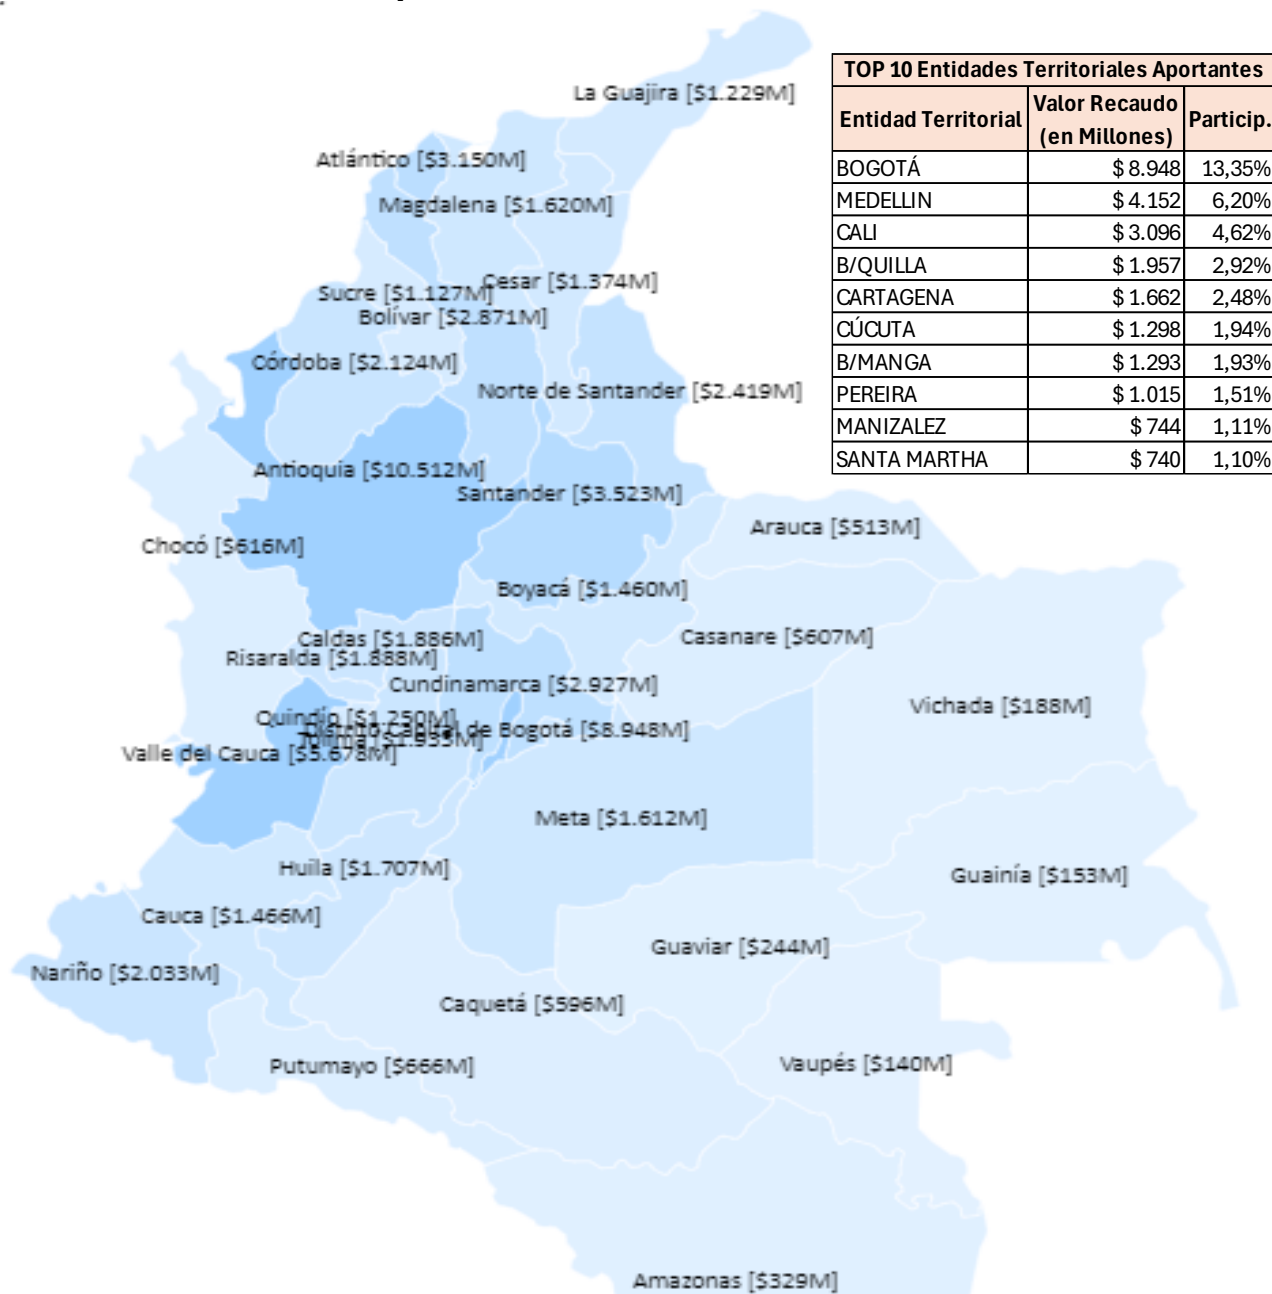 La Guajira [$1.229M]
Atlántico [$3.150M]
Magdalena [$1.620M]
Cesar [$1.374M]
Sucre [$1.127M]
Bolívar [$2.871M]
Córdoba [$2.124M]
Norte de Santander [$2.419M]
Antioquia [$10.512M]
Santander [$3.523M]
Arauca [$513M]
Chocó [$616M]
Boyacá [$1.460M]
Caldas [$1.886M]
Casanare [$607M]
Risaralda [$1.888M]
Cundinamarca [$2.927M]
Vichada [$188M]
Quindío [$1.250M]
Distrito Capital de Bogotá [$8.948M]
Tolima
Valle del Cauca [$5.678M]
Meta [$1.612M]
Huila [$1.707M]
Guainía [$153M]
Cauca [$1.466M]
Guaviar [$244M]
Nariño [$2.033M]
Caquetá [$596M]
Putumayo [$666M]
Vaupés [$140M]
Amazonas [$329M]
TOP 10 Entidades Territoriales Aportantes
Entidad Territorial Valor Recaudo (en Millones) Particip.
BOGOTÁ $ 8.948 13,35%
MEDELLIN $ 4.152 6,20%
CALI $ 3.096 4,62%
B/QUILLA $ 1.957 2,92%
CARTAGENA $ 1.662 2,48%
CÚCUTA $ 1.298 1,94%
B/MANGA $ 1.293 1,93%
PEREIRA $ 1.015 1,51%
MANIZALEZ $ 744 1,11%
SANTA MARTHA $ 740 1,10%